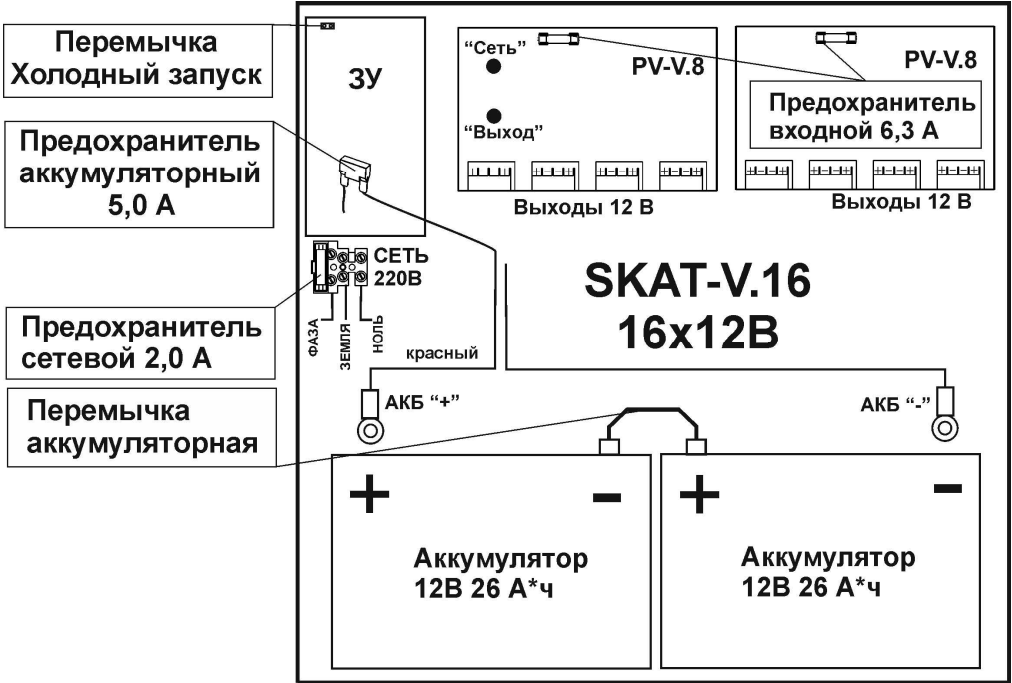 Перемычка
Холодный запуск
Предохранитель
аккумуляторный
5,0 А
Предохранитель
сетевой 2,0 А
Перемычка
аккумуляторная
ЗУ
СЕТЬ
220В
ФАЗА
ЗЕМЛЯ
НОЛЬ
красный
“Сеть”
PV-V.8
“Выход”
Выходы 12 В
PV-V.8
Предохранитель
входной 6,3 А
Выходы 12 В
SKAT-V.16
16x12В
АКБ “+”
АКБ “-”
+ -
Аккумулятор
12В 26 А*ч
+ -
Аккумулятор
12В 26 А*ч